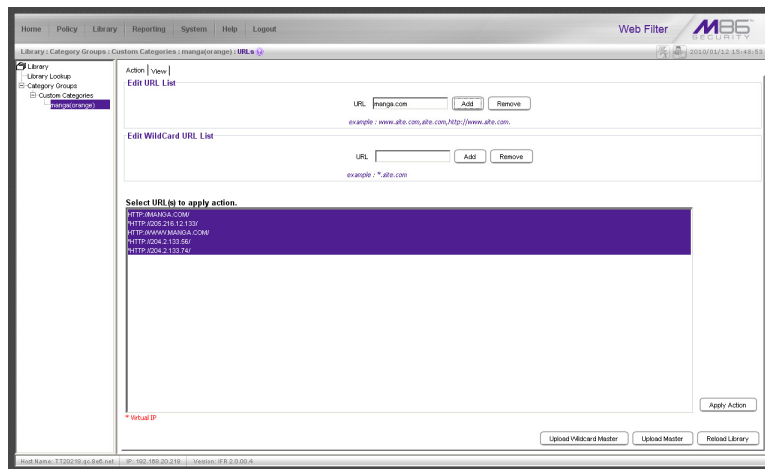 Home Policy Library Reporting System Help Logout
Web Filter
M86 SECURITY
Library : Category Groups : Custom Categories : manga(orange) : URLs
2010/01/12 15:48:53
Library
Library Lookup
Category Groups
Custom Categories
manga(orange)
Action View
Edit URL List
URL manga.com Add Remove
example : www.site.com,site.com,http://www.site.com.
Edit WildCard URL List
URL Add Remove
example : *.site.com
Select URL(s) to apply action.
HTTP://MANGA.COM/
*HTTP://205.216.12.133/
HTTP://WWW.MANGA.COM/
*HTTP://204.2.133.56/
*HTTP://204.2.133.74/
Apply Action
* Virtual IP
Upload Wildcard Master Upload Master Reload Library
Host Name: TT20218.qc.8e6.net IP: 192.168.20.218 Version: IFR 2.0.00.4